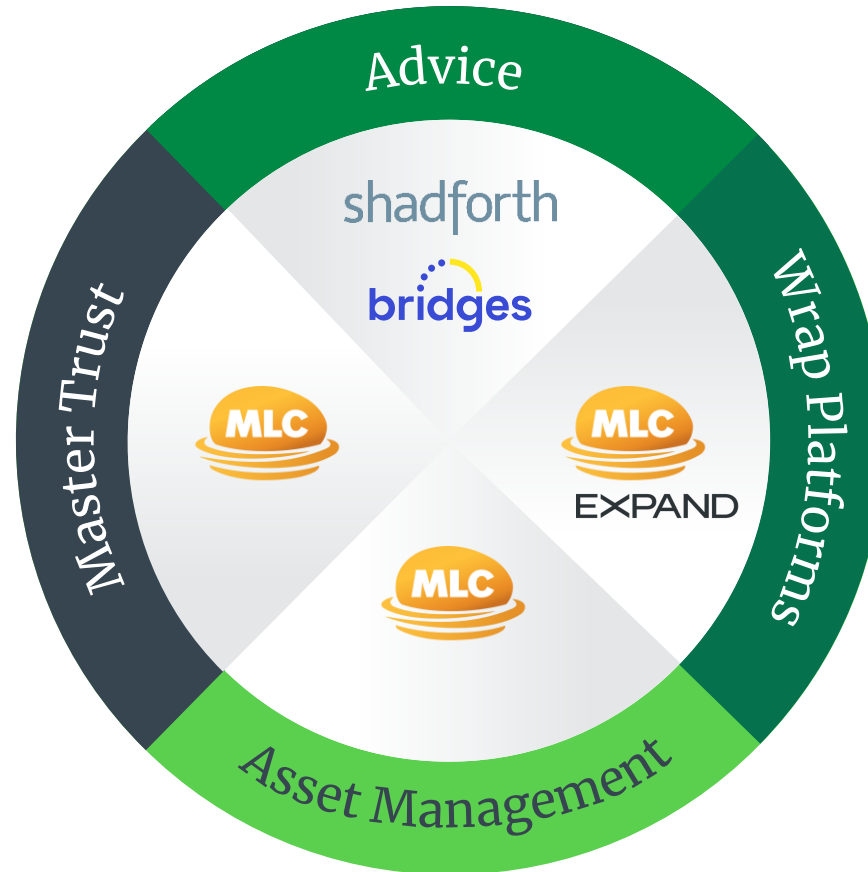 Advice
shadforth
bridges
Master Trust
MLC
MLC
EXPAND
Wrap Platforms
MLC
Asset Management